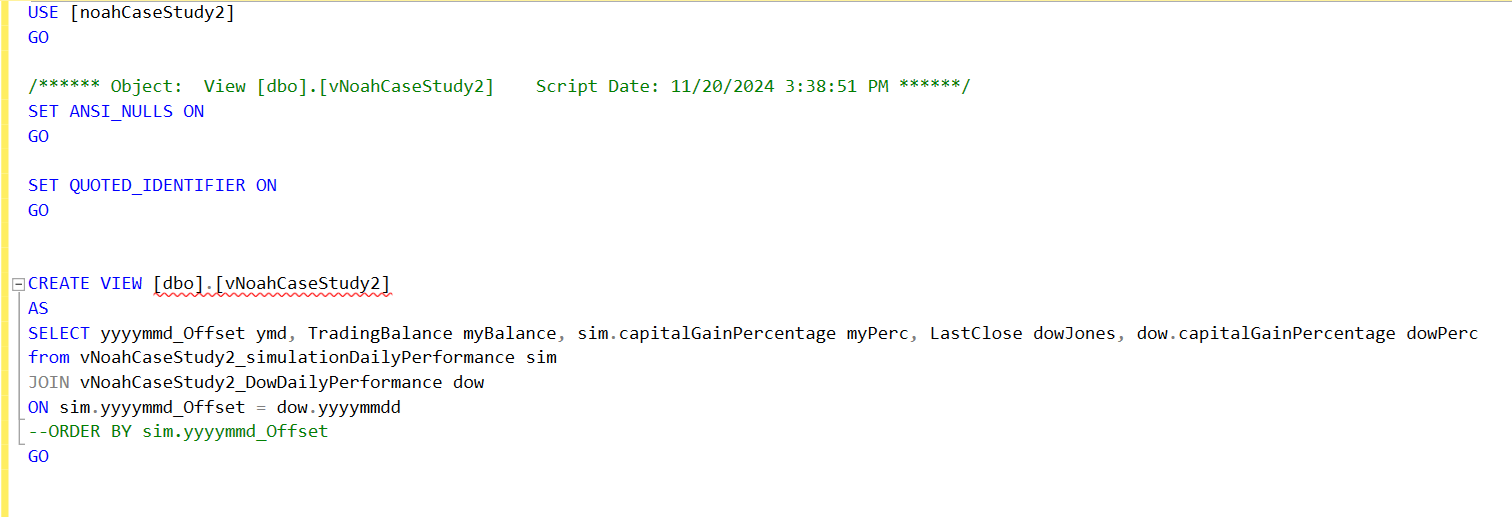 USE [noahCaseStudy2]
GO
/****** Object:  View [dbo].[vNoahCaseStudy2]    Script Date: 11/20/2024 3:38:51 PM ******/
SET ANSI_NULLS ON
GO
SET QUOTED_IDENTIFIER ON
GO
CREATE VIEW [dbo].[vNoahCaseStudy2]
AS
SELECT yyyymmd_Offset ymd, TradingBalance myBalance, sim.capitalGainPercentage myPerc, LastClose dowJones, dow.capitalGainPercentage dowPerc
from vNoahCaseStudy2_simulationDailyPerformance sim
JOIN vNoahCaseStudy2_DowDailyPerformance dow
ON sim.yyyymmd_Offset = dow.yyyymmdd
--ORDER BY sim.yyyymmd_Offset
GO